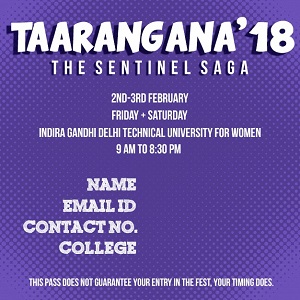 TAARANGANA'18
THE SENTINEL SAGA
2ND-3RD FEBRUARY
FRIDAY + SATURDAY
INDIRA GANDHI DELHI TECHNICAL UNIVERSITY FOR WOMEN
9 AM TO 8:30 PM
NAME
EMAIL ID
CONTACT NO.
COLLEGE
THIS PASS DOES NOT GUARANTEE YOUR ENTRY IN THE FEST, YOUR TIMING DOES.